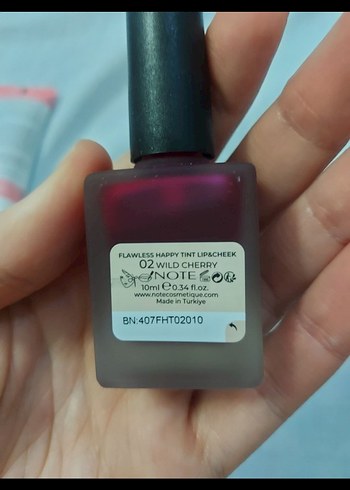 FLAWLESS HAPPY TINT LIP&CHEEK
02 WILD CHERRY
NOTE
10ml ℮ 0.34 fl.oz.
www.notecosmetique.com
Made in Türkiye
BN:407FHT02010